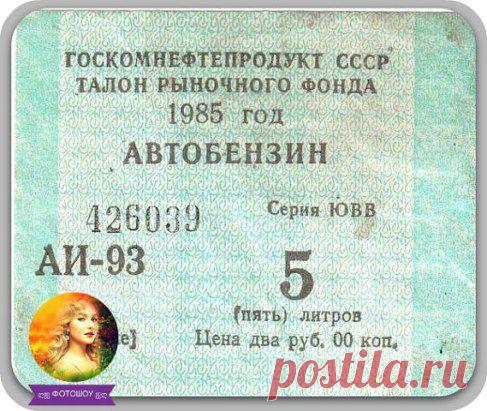 ГОСКОМНЕФТЕПРОДУКТ СССР
ТАЛОН РЫНОЧНОГО ФОНДА
1985 год
АВТОБЕНЗИН
426039 Серия ЮВВ
АИ-93 5
(пять) литров
Цена два руб. 00 коп.
ФОТОШОУ
postila.ru